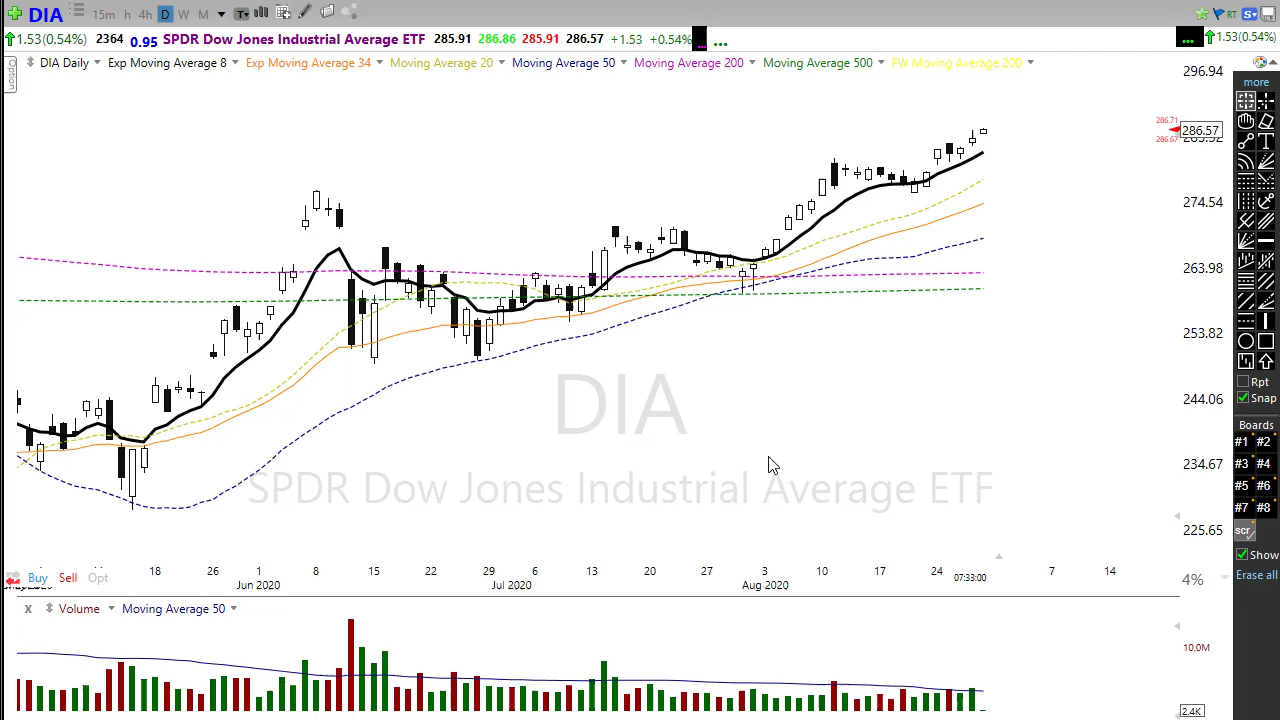 DIA 15m h 4h D W M T RT S
1.53(0.54%) 2364 0.95 SPDR Dow Jones Industrial Average ETF 285.91 286.86 285.91 286.57 +1.53 +0.54% ... ... 1.53(0.54%)
Option
DIA Daily Exp Moving Average 8 Exp Moving Average 34 Moving Average 20 Moving Average 50 Moving Average 200 Moving Average 500 FW Moving Average 200
296.94
more
286.71
286.57
286.67
T
274.54
263.98
253.82
244.06
234.67
225.65
DIA
SPDR Dow Jones Industrial Average ETF
Rpt
Snap
Boards
#1 #2
#3 #4
#5 #6
#7 #8
scr
Show
Erase all
Buy Sell Opt
18 26 1 8 15 22 29 6 13 20 27 3 10 17 24 07:33:00 7 14
Jun 2020 Jul 2020 Aug 2020
4%
X Volume Moving Average 50
10.0M
2.4K